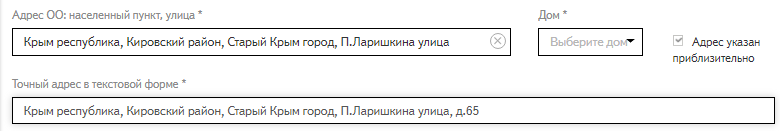 Адрес ОО: населенный пункт, улица *
Дом *
Крым республика, Кировский район, Старый Крым город, П.Ларишкина улица
Выберите дом
Адрес указан
приблизительно
Точный адрес в текстовой форме *
Крым республика, Кировский район, Старый Крым город, П.Ларишкина улица, д.65